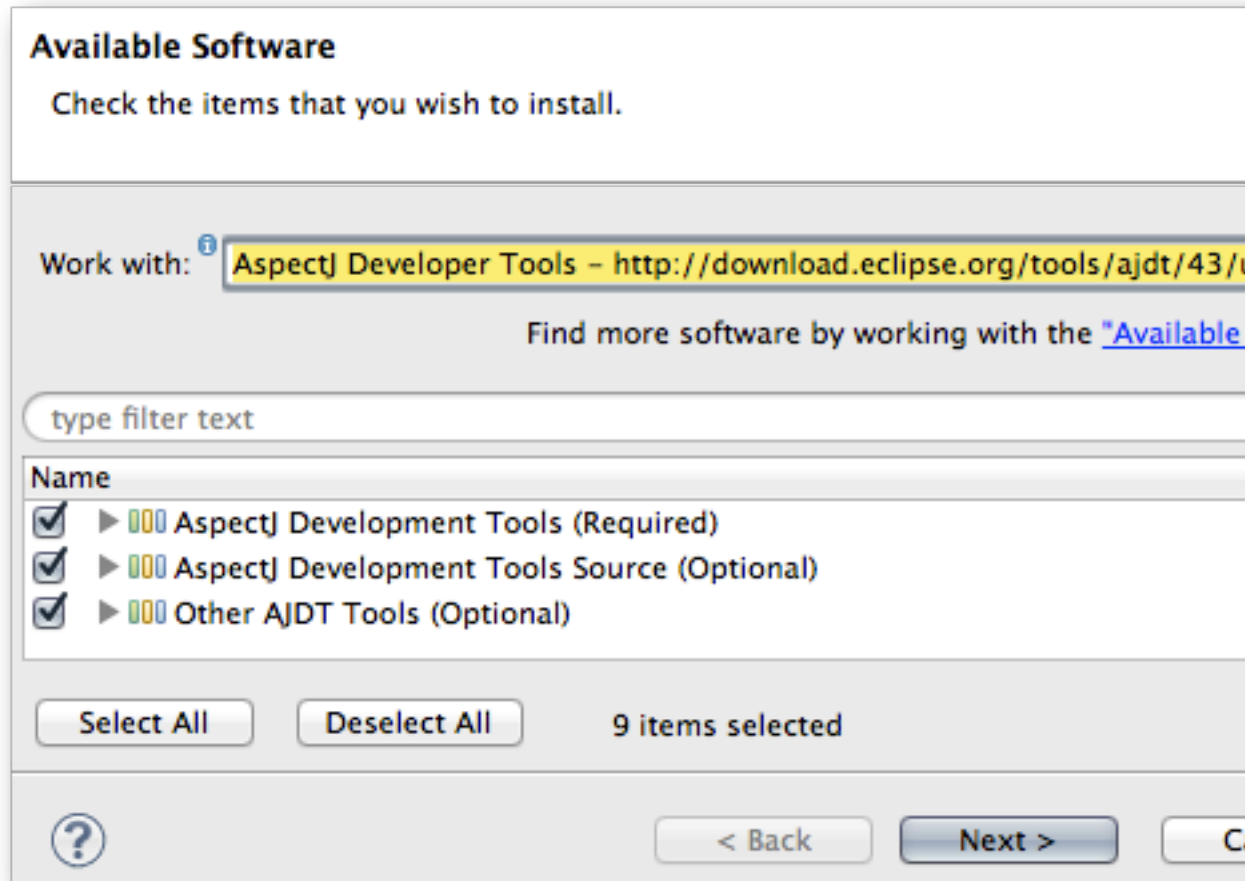 Available Software
Check the items that you wish to install.
Work with: AspectJ Developer Tools – http://download.eclipse.org/tools/ajdt/43/u
Find more software by working with the "Available
type filter text
Name
AspectJ Development Tools (Required)
AspectJ Development Tools Source (Optional)
Other AJDT Tools (Optional)
Select All Deselect All 9 items selected
? < Back Next > Ca